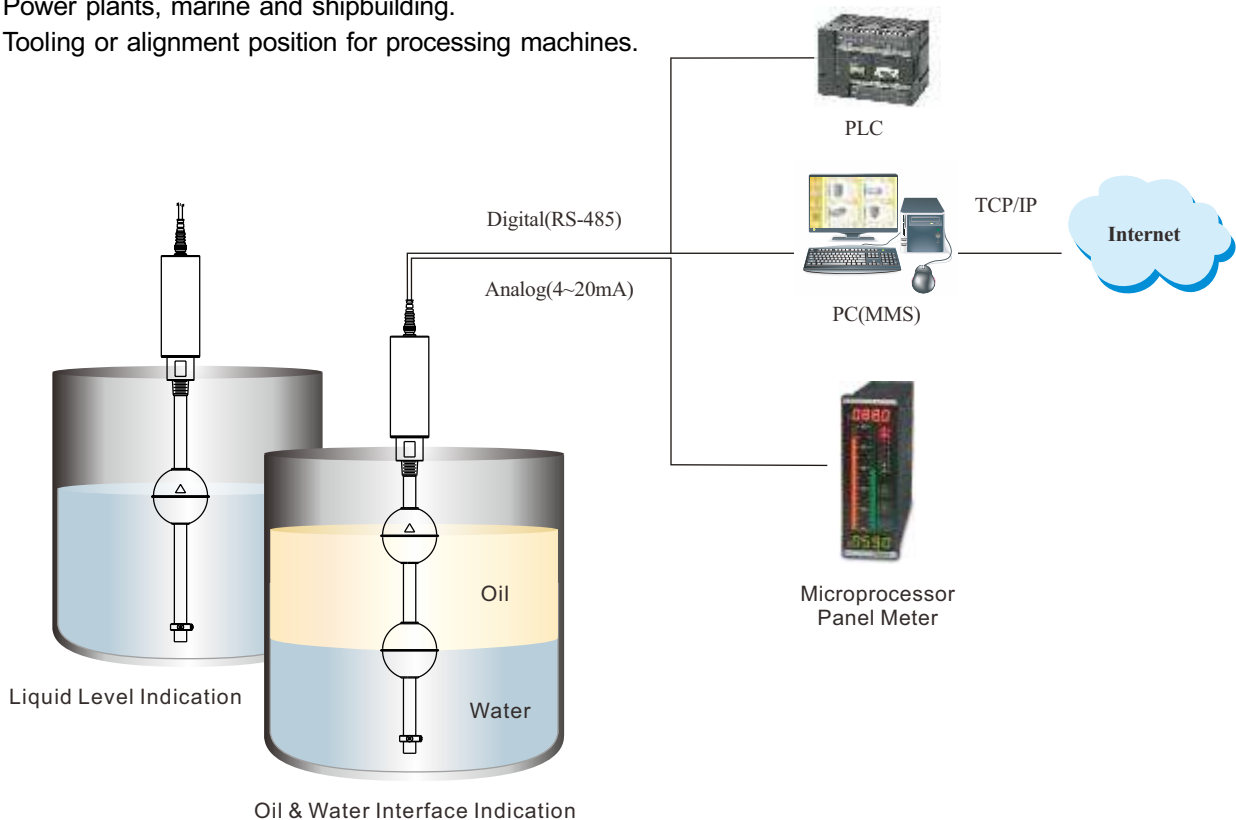 Power plants, marine and shipbuilding.
Tooling or alignment position for processing machines.
PLC
Digital(RS-485)
Analog(4~20mA)
TCP/IP
Internet
PC(MMS)
Oil
Water
Microprocessor
Panel Meter
Liquid Level Indication
Oil & Water Interface Indication